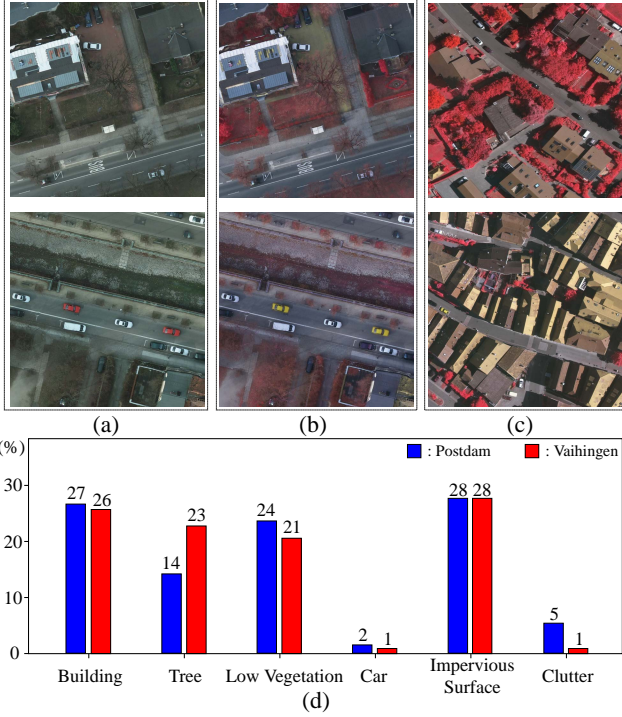 (a)
(b)
(c)
(%)
: Postdam
: Vaihingen
30
20
10
0
27
26
14
23
24
21
2
1
28
28
5
1
Building
Tree
Low Vegetation
Car
Impervious
Surface
Clutter
(d)